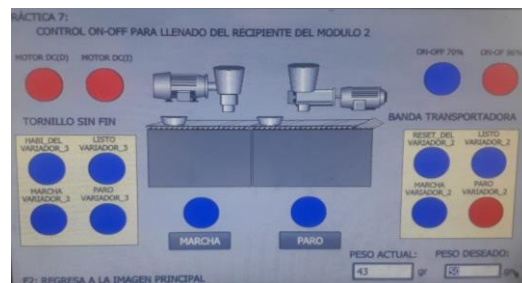 RÁCTICA 7:
CONTROL ON-OFF PARA LLENADO DEL RECIPIENTE DEL MODULO 2
MOTOR DC(D)
MOTOR DC(I)
ON-OFF 70%
TORNILLO SIN FIN
HABI_DEL
VARIADOR_3
LISTO
VARIADOR_3
MARCHA
VARIADOR_3
PARO
VARIADOR_3
BANDA TRANSPORTADORA
RESET_DEL
VARIADOR_2
LISTO
VARIADOR_2
MARCHA
VARIADOR_2
PARO
VARIADOR_2
MARCHA
PARO
PESO ACTUAL:
43 gr
PESO DESEADO:
gr
F2: REGRESA A LA IMAGEN PRINCIPAL